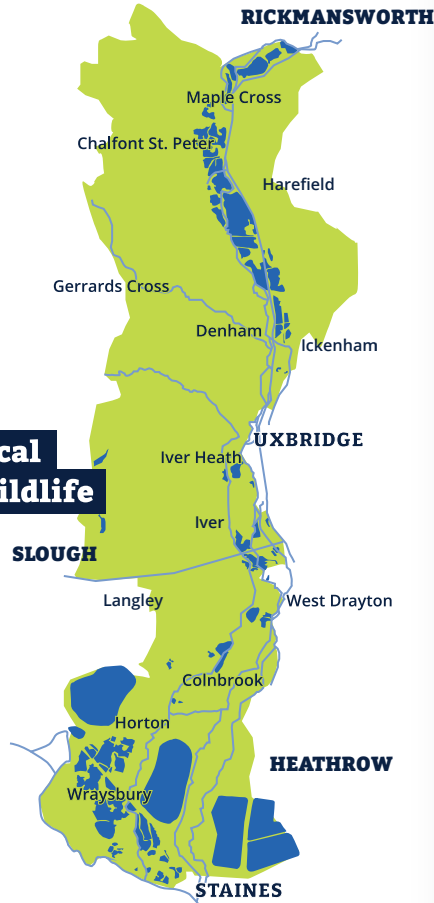 RICKMANSWORTH
Maple Cross
Chalfont St. Peter
Harefield
Gerrards Cross
Denham
Ickenham
UXBRIDGE
cal
Iver Heath
ildlife
Iver
SLOUGH
Langley
West Drayton
Colnbrook
Horton
HEATHROW
Wraysbury
STAINES